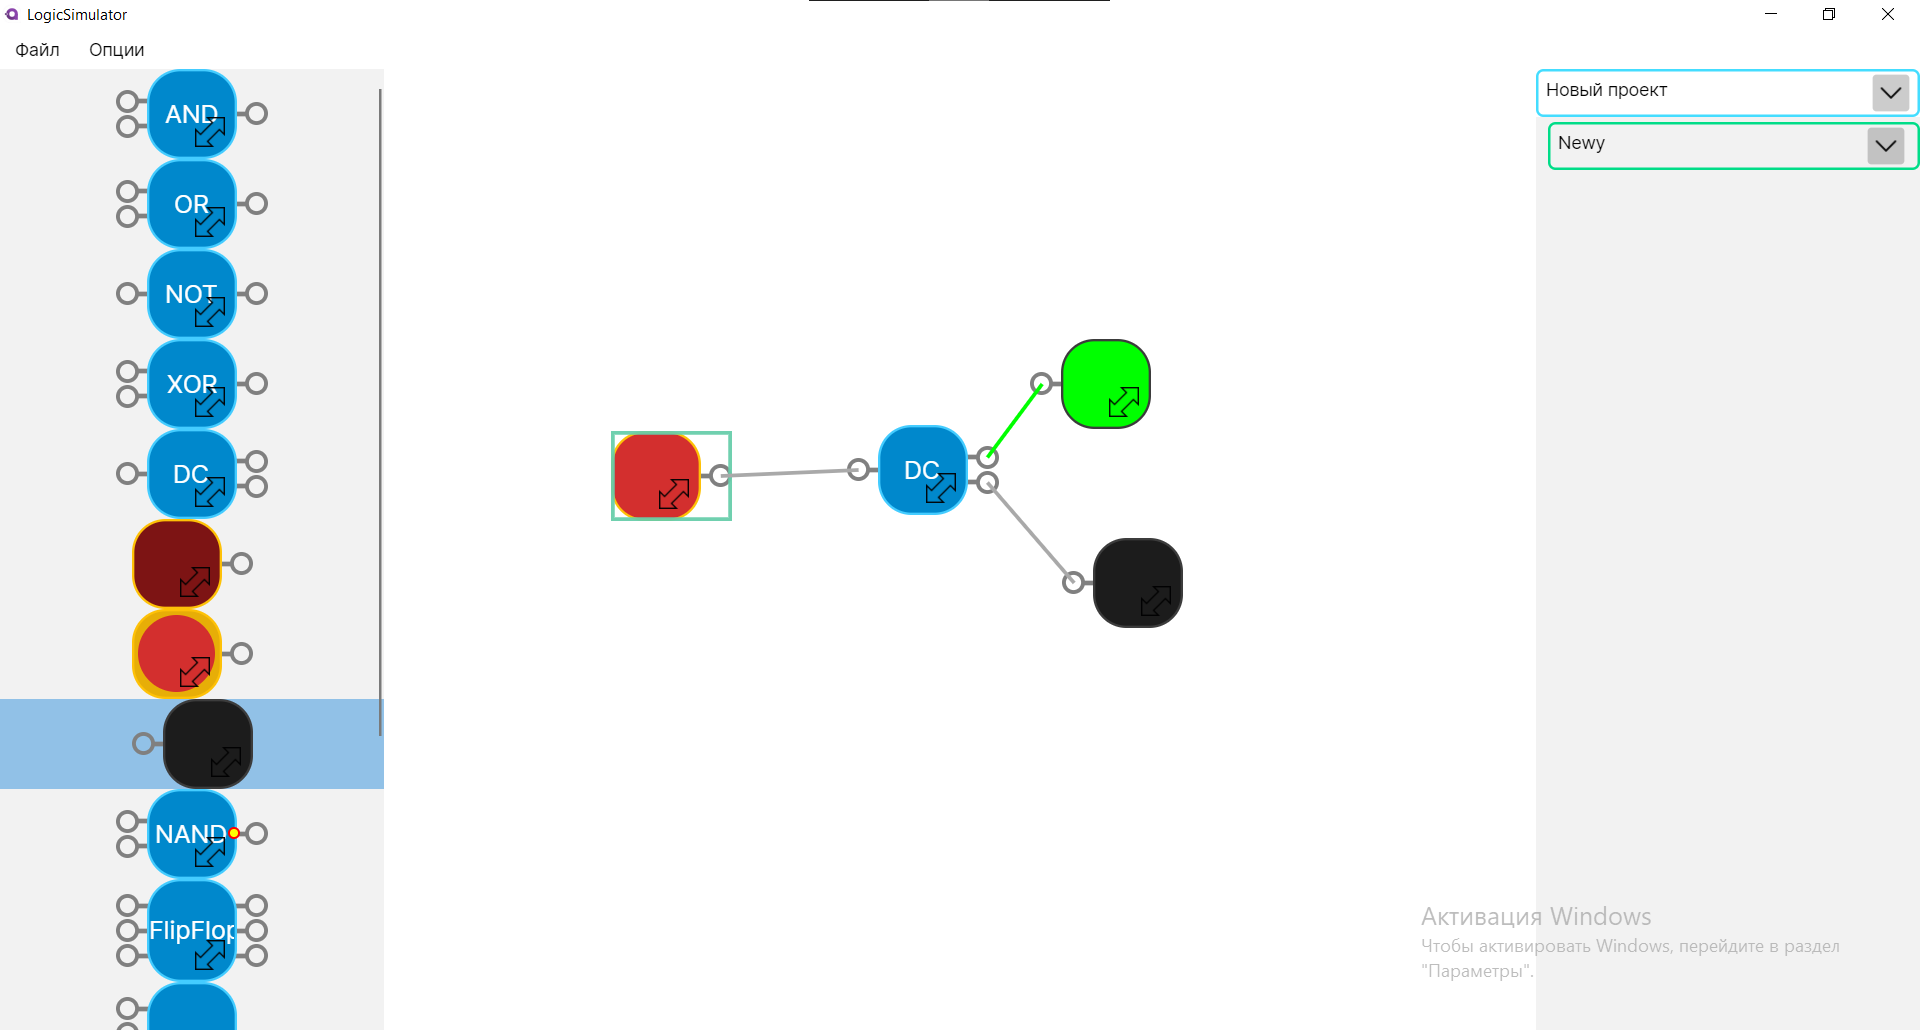 LogicSimulator
Файл Опции
AND
OR
NOT
XOR
DC
NAND
FlipFlop
DC
Новый проект
Newy
Активация Windows
Чтобы активировать Windows, перейдите в раздел
"Параметры".